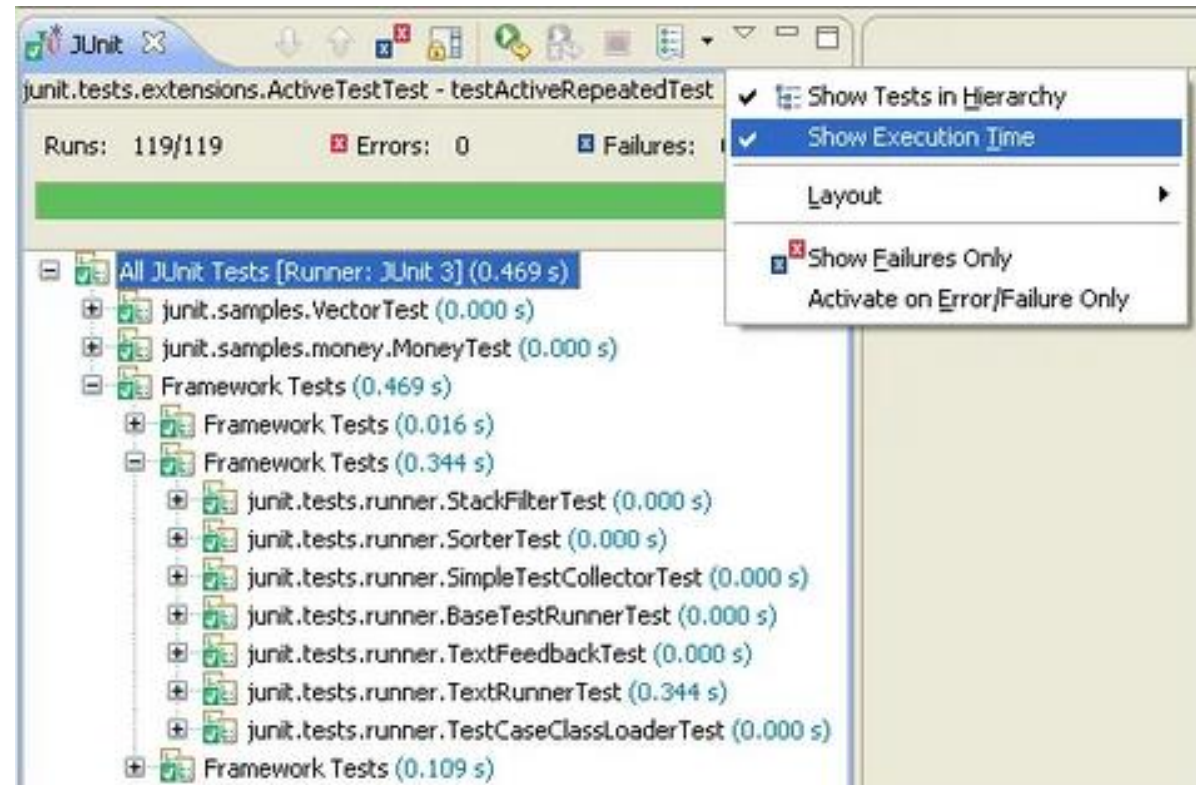 JUnit
junit.tests.extensions.ActiveTestTest - testActiveRepeatedTest
Runs: 119/119 Errors: 0 Failures:
Show Tests in Hierarchy
Show Execution Time
Layout
Show Failures Only
Activate on Error/Failure Only
All JUnit Tests [Runner: JUnit 3] (0.469 s)
junit.samples.VectorTest (0.000 s)
junit.samples.money.MoneyTest (0.000 s)
Framework Tests (0.469 s)
Framework Tests (0.016 s)
Framework Tests (0.344 s)
junit.tests.runner.StackFilterTest (0.000 s)
junit.tests.runner.SorterTest (0.000 s)
junit.tests.runner.SimpleTestCollectorTest (0.000 s)
junit.tests.runner.BaseTestRunnerTest (0.000 s)
junit.tests.runner.TextFeedbackTest (0.000 s)
junit.tests.runner.TextRunnerTest (0.344 s)
junit.tests.runner.TestCaseClassLoaderTest (0.000 s)
Framework Tests (0.109 s)